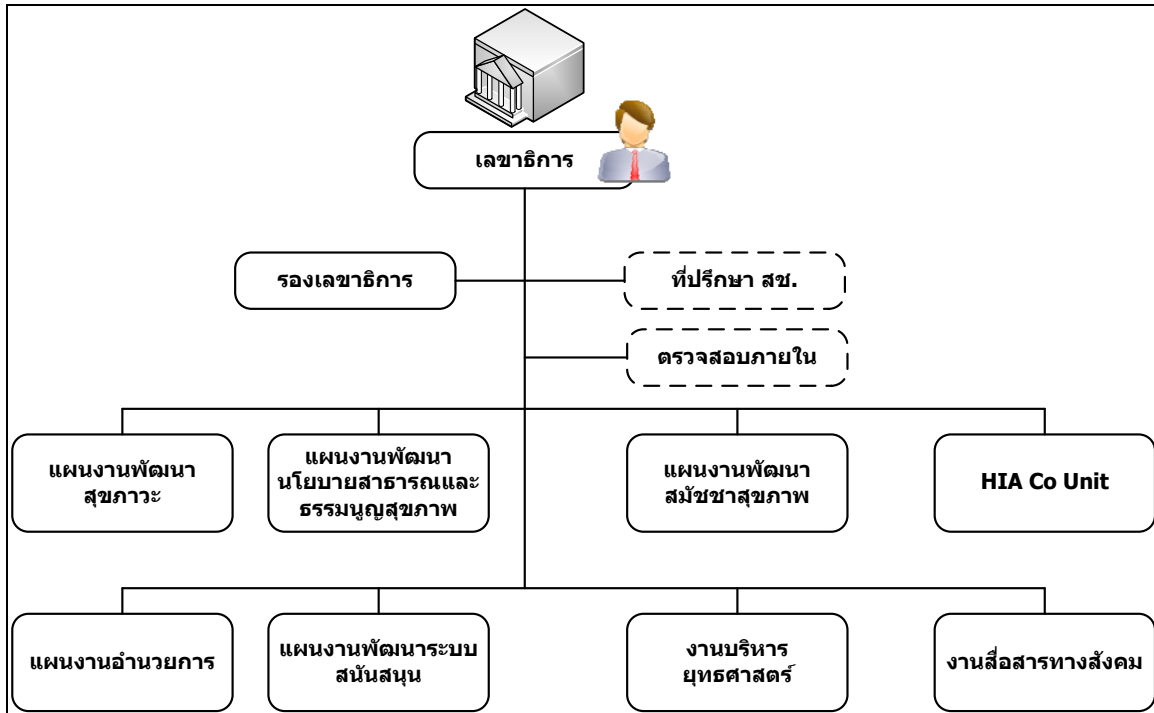 เลขาธิการ
รองเลขาธิการ
ที่ปรึกษา สช.
ตรวจสอบภายใน
แผนงานพัฒนา
สุขภาวะ
แผนงานพัฒนา
นโยบายสาธารณและ
ธรรมนูญสุขภาพ
แผนงานพัฒนา
สมัชชาสุขภาพ
HIA Co Unit
แผนงานอำนวยการ
แผนงานพัฒนาระบบ
สนันสนุน
งานบริหาร
ยุทธศาสตร์
งานสื่อสารทางสังคม